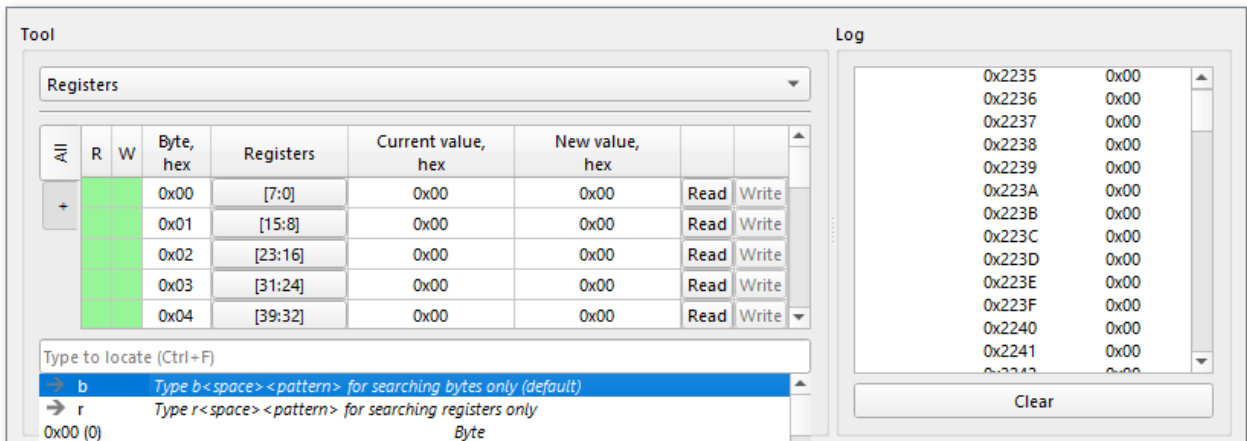 Tool
Registers
All R W Byte, hex Registers Current value, hex New value, hex
+
0x00 [7:0] 0x00 0x00 Read Write
0x01 [15:8] 0x00 0x00 Read Write
0x02 [23:16] 0x00 0x00 Read Write
0x03 [31:24] 0x00 0x00 Read Write
0x04 [39:32] 0x00 0x00 Read Write
Type to locate (Ctrl+F)
b Type b<space><pattern> for searching bytes only (default)
r Type r<space><pattern> for searching registers only
0x00 (0) Byte
Log
0x2235 0x00
0x2236 0x00
0x2237 0x00
0x2238 0x00
0x2239 0x00
0x223A 0x00
0x223B 0x00
0x223C 0x00
0x223D 0x00
0x223E 0x00
0x223F 0x00
0x2240 0x00
0x2241 0x00
Clear